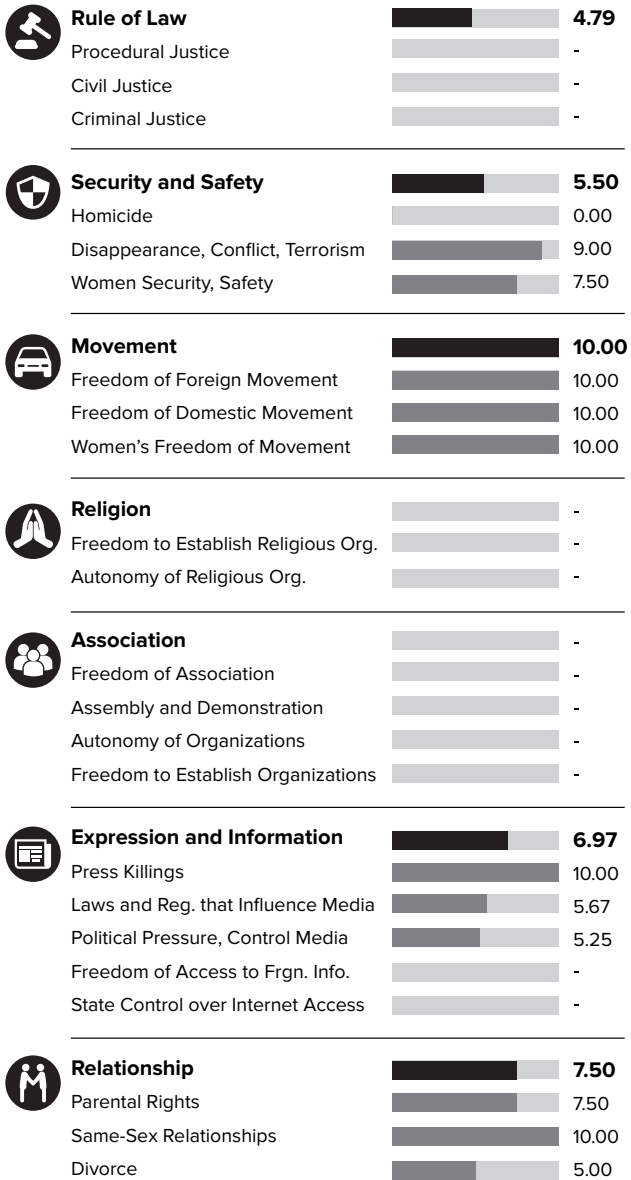 Rule of Law 4.79
Procedural Justice -
Civil Justice -
Criminal Justice -
Security and Safety 5.50
Homicide 0.00
Disappearance, Conflict, Terrorism 9.00
Women Security, Safety 7.50
Movement 10.00
Freedom of Foreign Movement 10.00
Freedom of Domestic Movement 10.00
Women's Freedom of Movement 10.00
Religion -
Freedom to Establish Religious Org. -
Autonomy of Religious Org. -
Association -
Freedom of Association -
Assembly and Demonstration -
Autonomy of Organizations -
Freedom to Establish Organizations -
Expression and Information 6.97
Press Killings 10.00
Laws and Reg. that Influence Media 5.67
Political Pressure, Control Media 5.25
Freedom of Access to Frgn. Info. -
State Control over Internet Access -
Relationship 7.50
Parental Rights 7.50
Same-Sex Relationships 10.00
Divorce 5.00